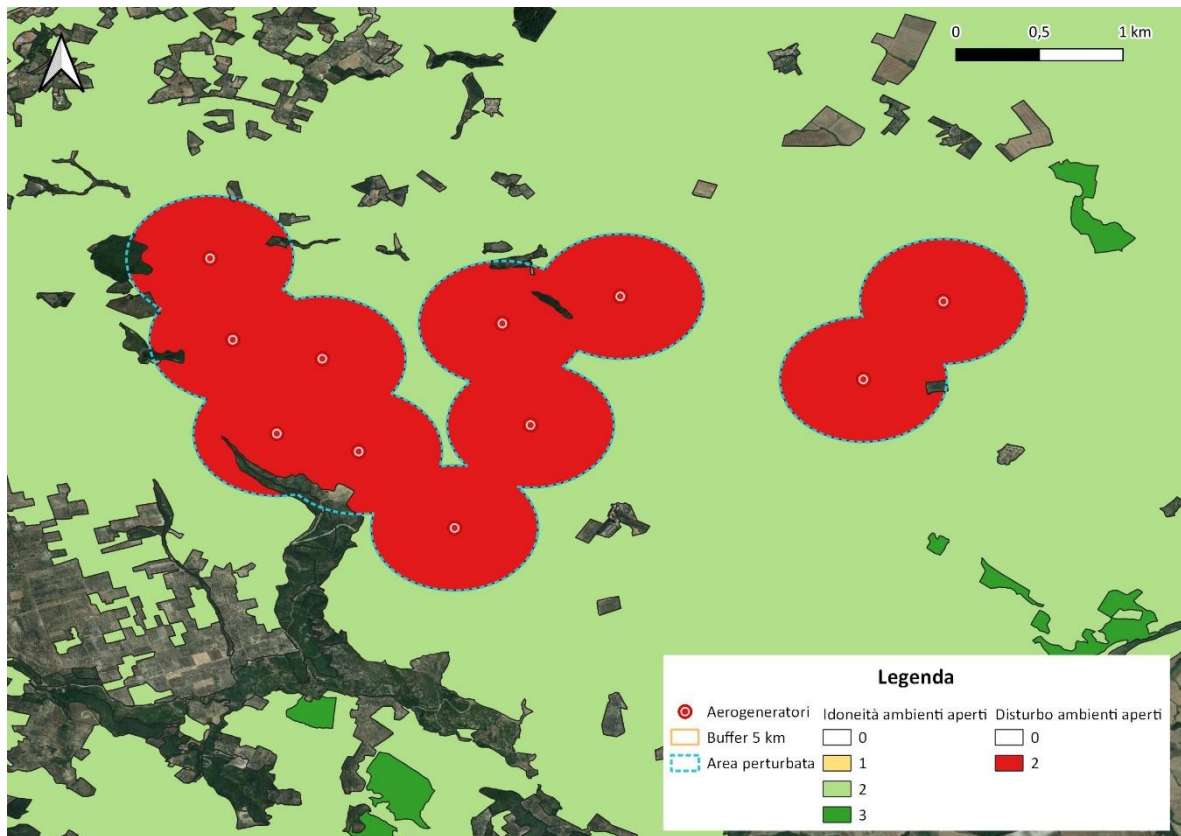 0 0,5 1 km
Legenda
Aerogeneratori
Buffer 5 km
Area perturbata
Idoneità ambienti aperti
0
1
2
3
Disturbo ambienti aperti
0
2